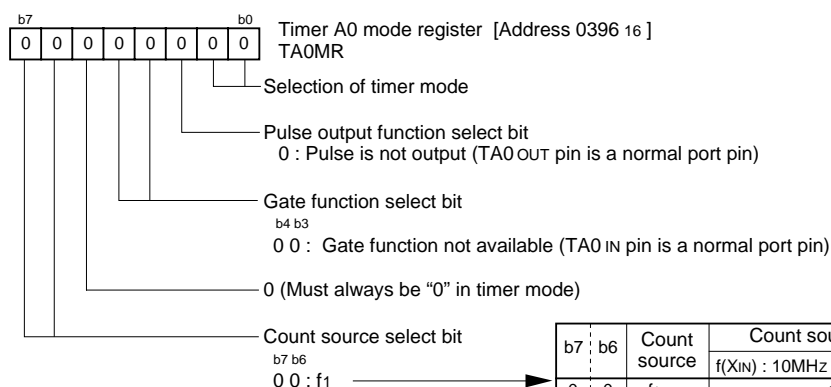 b7 b0
0 0 0 0 0 0 0 0
Timer A0 mode register [Address 0396 16 ]
TA0MR
Selection of timer mode
Pulse output function select bit
0 : Pulse is not output (TA0 OUT pin is a normal port pin)
Gate function select bit
b4 b3
0 0 : Gate function not available (TA0 IN pin is a normal port pin)
0 (Must always be “0” in timer mode)
Count source select bit
b7 b6
0 0 : f1
b7 b6 Count source
Count
f(XIN) : 10MHz